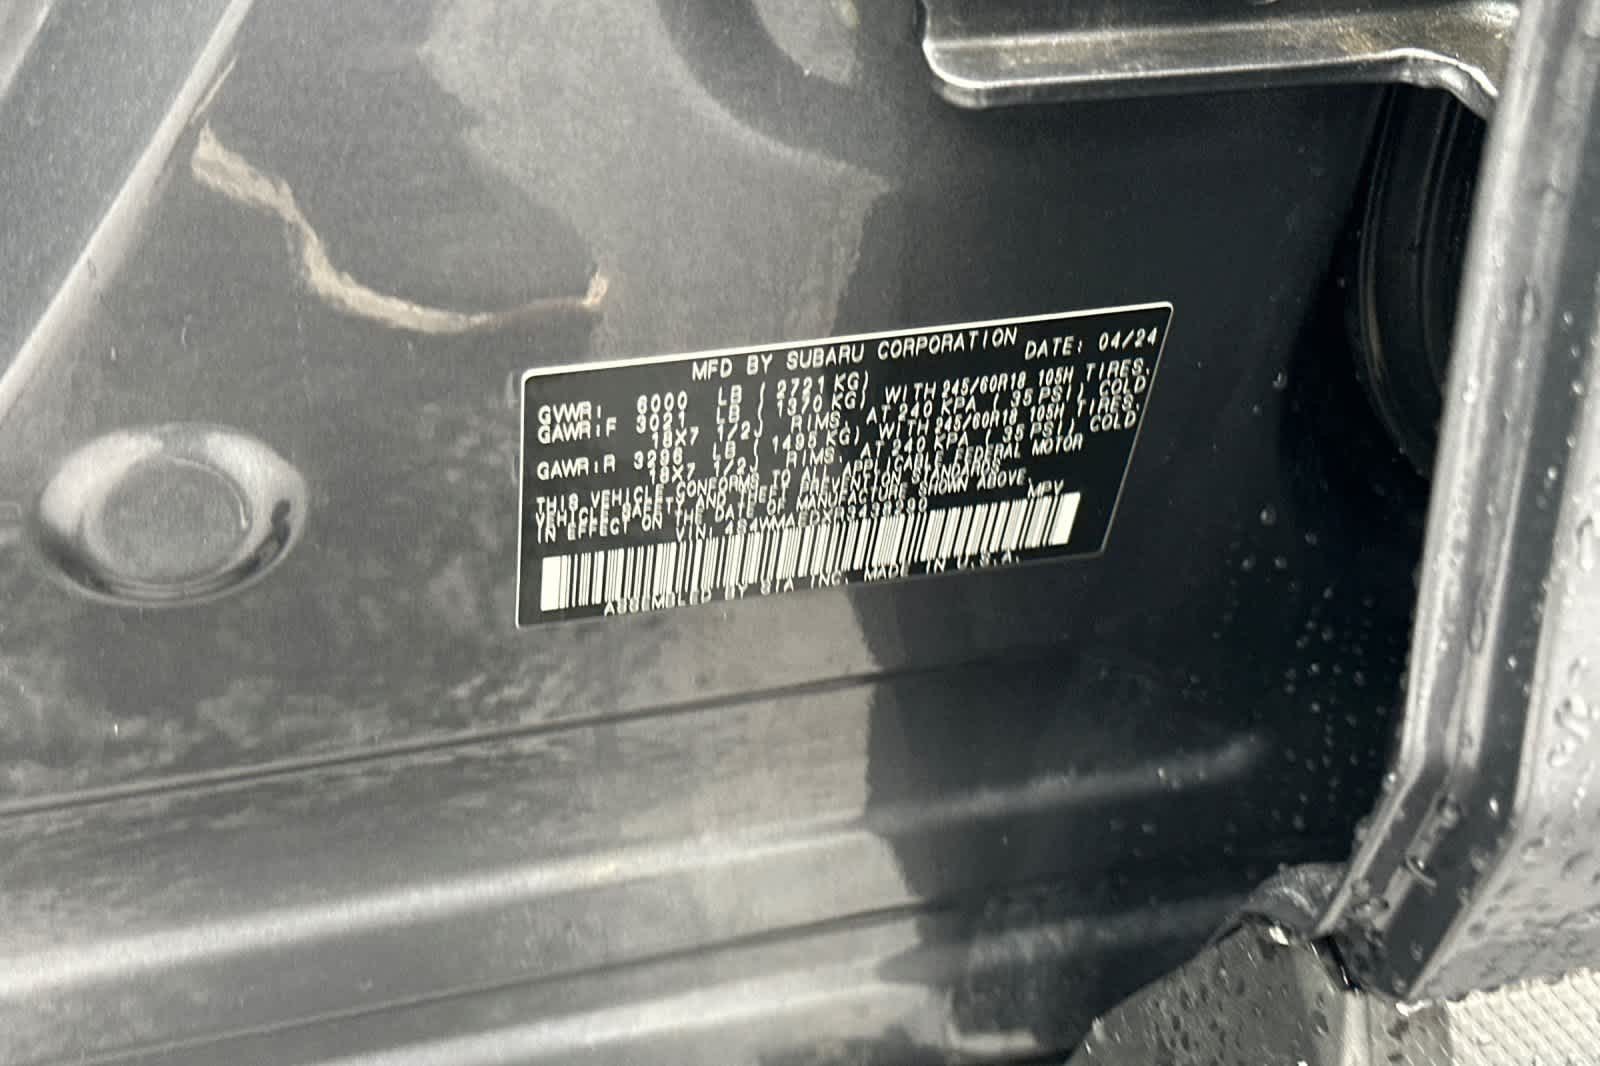 MFD BY SUBARU CORPORATION DATE: 04/24
GVWR: 6000 LB ( 2721 KG)
GAWR:F 3021 LB ( 1370 KG) WITH 245/60R18 105H TIRES,
18X7 1/2J RIMS, AT 240 KPA ( 35 PSI) COLD
GAWR:R 3296 LB ( 1495 KG) WITH 245/60R18 105H TIRES,
18X7 1/2J RIMS, AT 240 KPA ( 35 PSI) COLD
THIS VEHICLE CONFORMS TO ALL APPLICABLE FEDERAL MOTOR
VEHICLE SAFETY AND THEFT PREVENTION STANDARDS
IN EFFECT ON THE DATE OF MANUFACTURE SHOWN ABOVE.
VIN: MPV
ASSEMBLED BY SIA INC. MADE IN U.S.A.